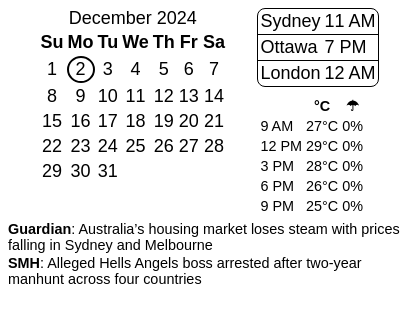 December 2024
Su Mo Tu We Th Fr Sa
1 2 3 4 5 6 7
8 9 10 11 12 13 14
15 16 17 18 19 20 21
22 23 24 25 26 27 28
29 30 31
Sydney 11 AM
Ottawa 7 PM
London 12 AM
°C ☂
9 AM 27°C 0%
12 PM 29°C 0%
3 PM 28°C 0%
6 PM 26°C 0%
9 PM 25°C 0%
Guardian: Australia’s housing market loses steam with prices
falling in Sydney and Melbourne
SMH: Alleged Hells Angels boss arrested after two-year
manhunt across four countries